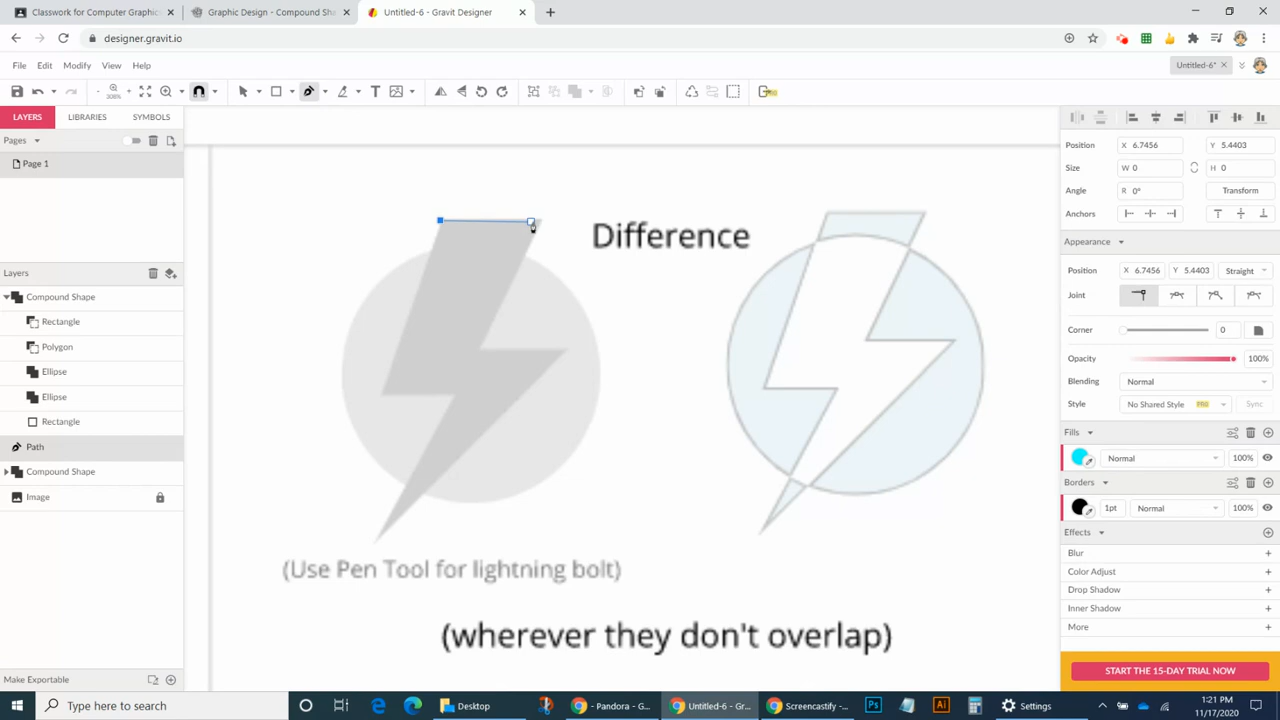 Classwork for Computer Graphic
Graphic Design - Compound Sha
Untitled-6 - Gravit Designer
designer.gravit.io
File Edit Modify View Help
Untitled-6*
308%
LAYERS LIBRARIES SYMBOLS
Pages
Page 1
Layers
Compound Shape
Rectangle
Polygon
Ellipse
Ellipse
Rectangle
Path
Compound Shape
Image
Make Exportable
Difference
(Use Pen Tool for lightning bolt)
(wherever they don't overlap)
Position X 6.7456 Y 5.4403
Size W 0 H 0
Angle R 0° Transform
Anchors
Appearance
Position X 6.7456 Y 5.4403 Straight
Joint
Corner 0
Opacity 100%
Blending Normal
Style No Shared Style PRO Sync
Fills
Normal 100%
Borders
1pt Normal 100%
Effects
Blur
Color Adjust
Drop Shadow
Inner Shadow
More
START THE 15-DAY TRIAL NOW
Type here to search
Desktop
- Pandora - G...
Untitled-6 - Gr...
Screencastify -...
Ps
Ai
Settings
1:21 PM
11/17/2020